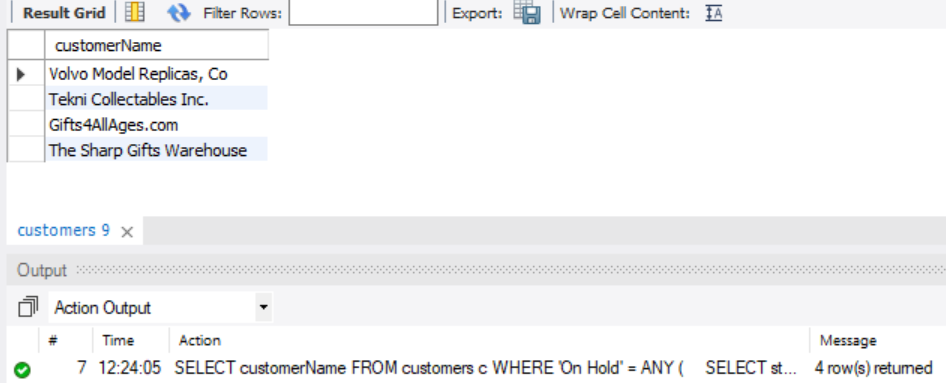 Result Grid Filter Rows: Export: Wrap Cell Content: IA
customerName
Volvo Model Replicas, Co
Tekni Collectables Inc.
Gifts4AllAges.com
The Sharp Gifts Warehouse
customers 9 ×
Output
Action Output
# Time Action Message
7 12:24:05 SELECT customerName FROM customers c WHERE 'On Hold' = ANY ( SELECT st... 4 row(s) returned